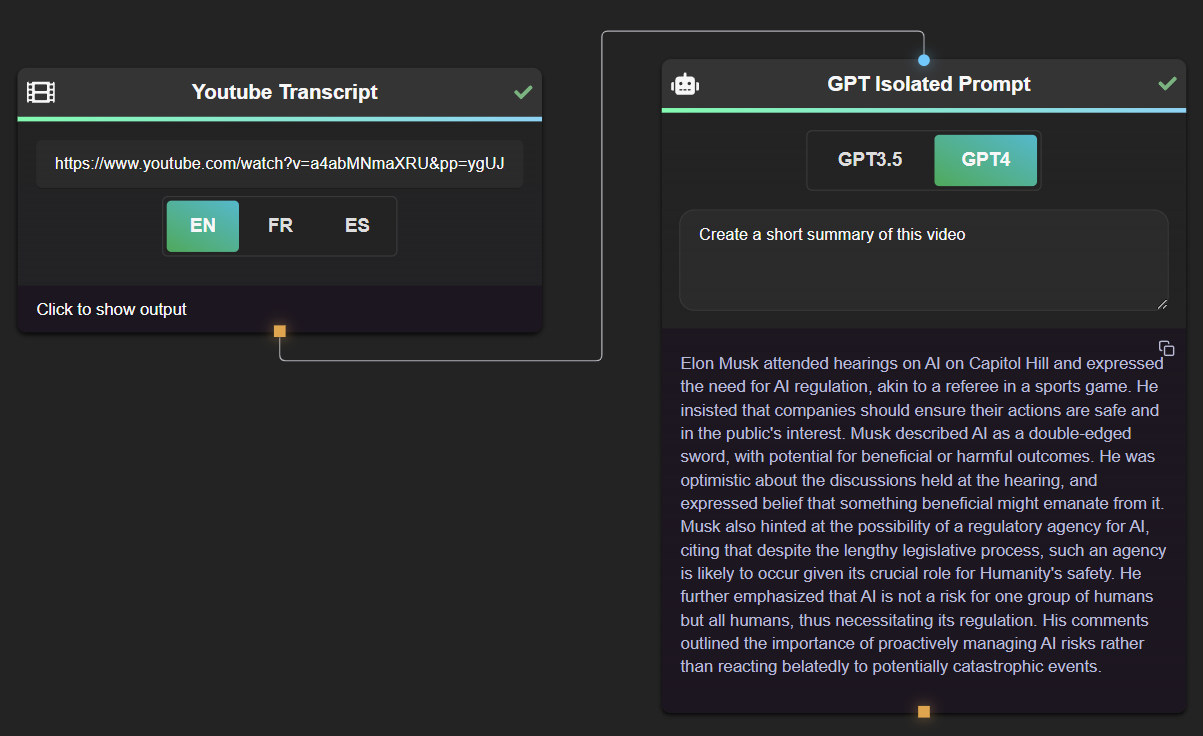 Youtube Transcript
https://www.youtube.com/watch?v=a4abMNmaXRU&pp=ygUJ
EN FR ES
Click to show output
GPT Isolated Prompt
GPT3.5 GPT4
Create a short summary of this video
Elon Musk attended hearings on AI on Capitol Hill and expressed
the need for AI regulation, akin to a referee in a sports game. He
insisted that companies should ensure their actions are safe and
in the public's interest. Musk described AI as a double-edged
sword, with potential for beneficial or harmful outcomes. He was
optimistic about the discussions held at the hearing, and
expressed belief that something beneficial might emanate from it.
Musk also hinted at the possibility of a regulatory agency for AI,
citing that despite the lengthy legislative process, such an agency
is likely to occur given its crucial role for Humanity's safety. He
further emphasized that AI is not a risk for one group of humans
but all humans, thus necessitating its regulation. His comments
outlined the importance of proactively managing AI risks rather
than reacting belatedly to potentially catastrophic events.